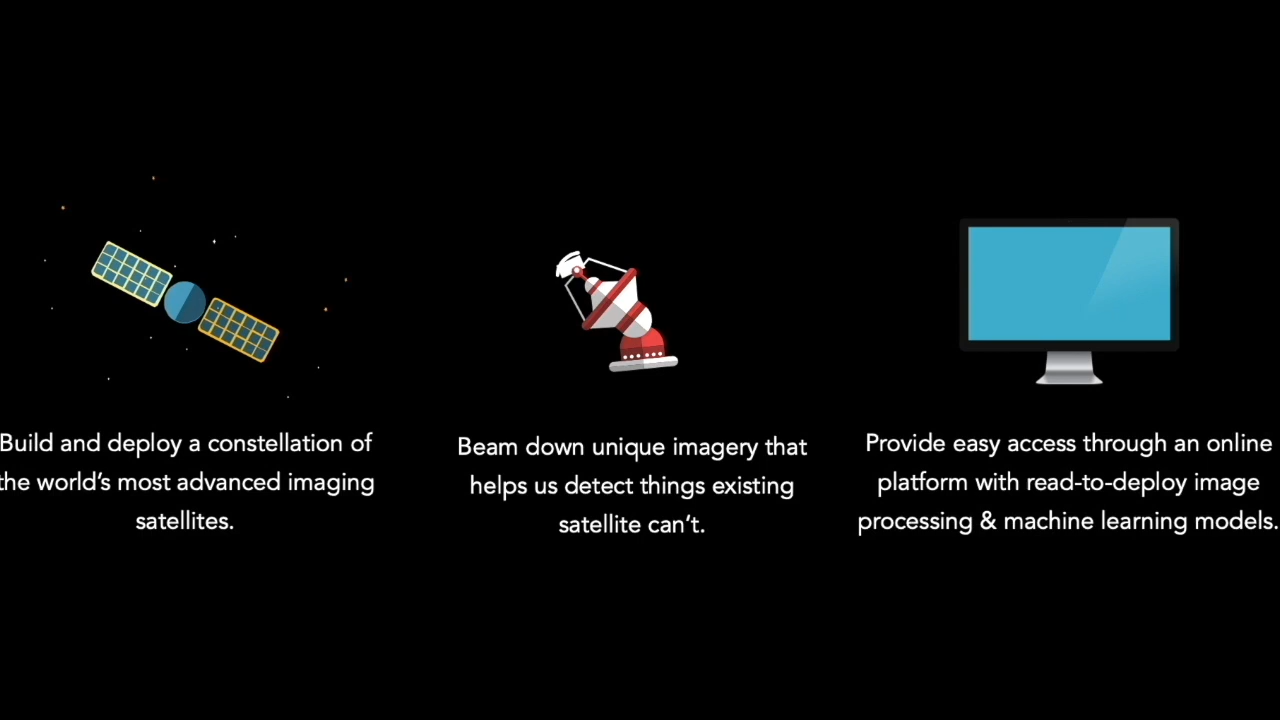 Build and deploy a constellation of
the world's most advanced imaging
satellites.
Beam down unique imagery that
helps us detect things existing
satellite can't.
Provide easy access through an online
platform with read-to-deploy image
processing & machine learning models.